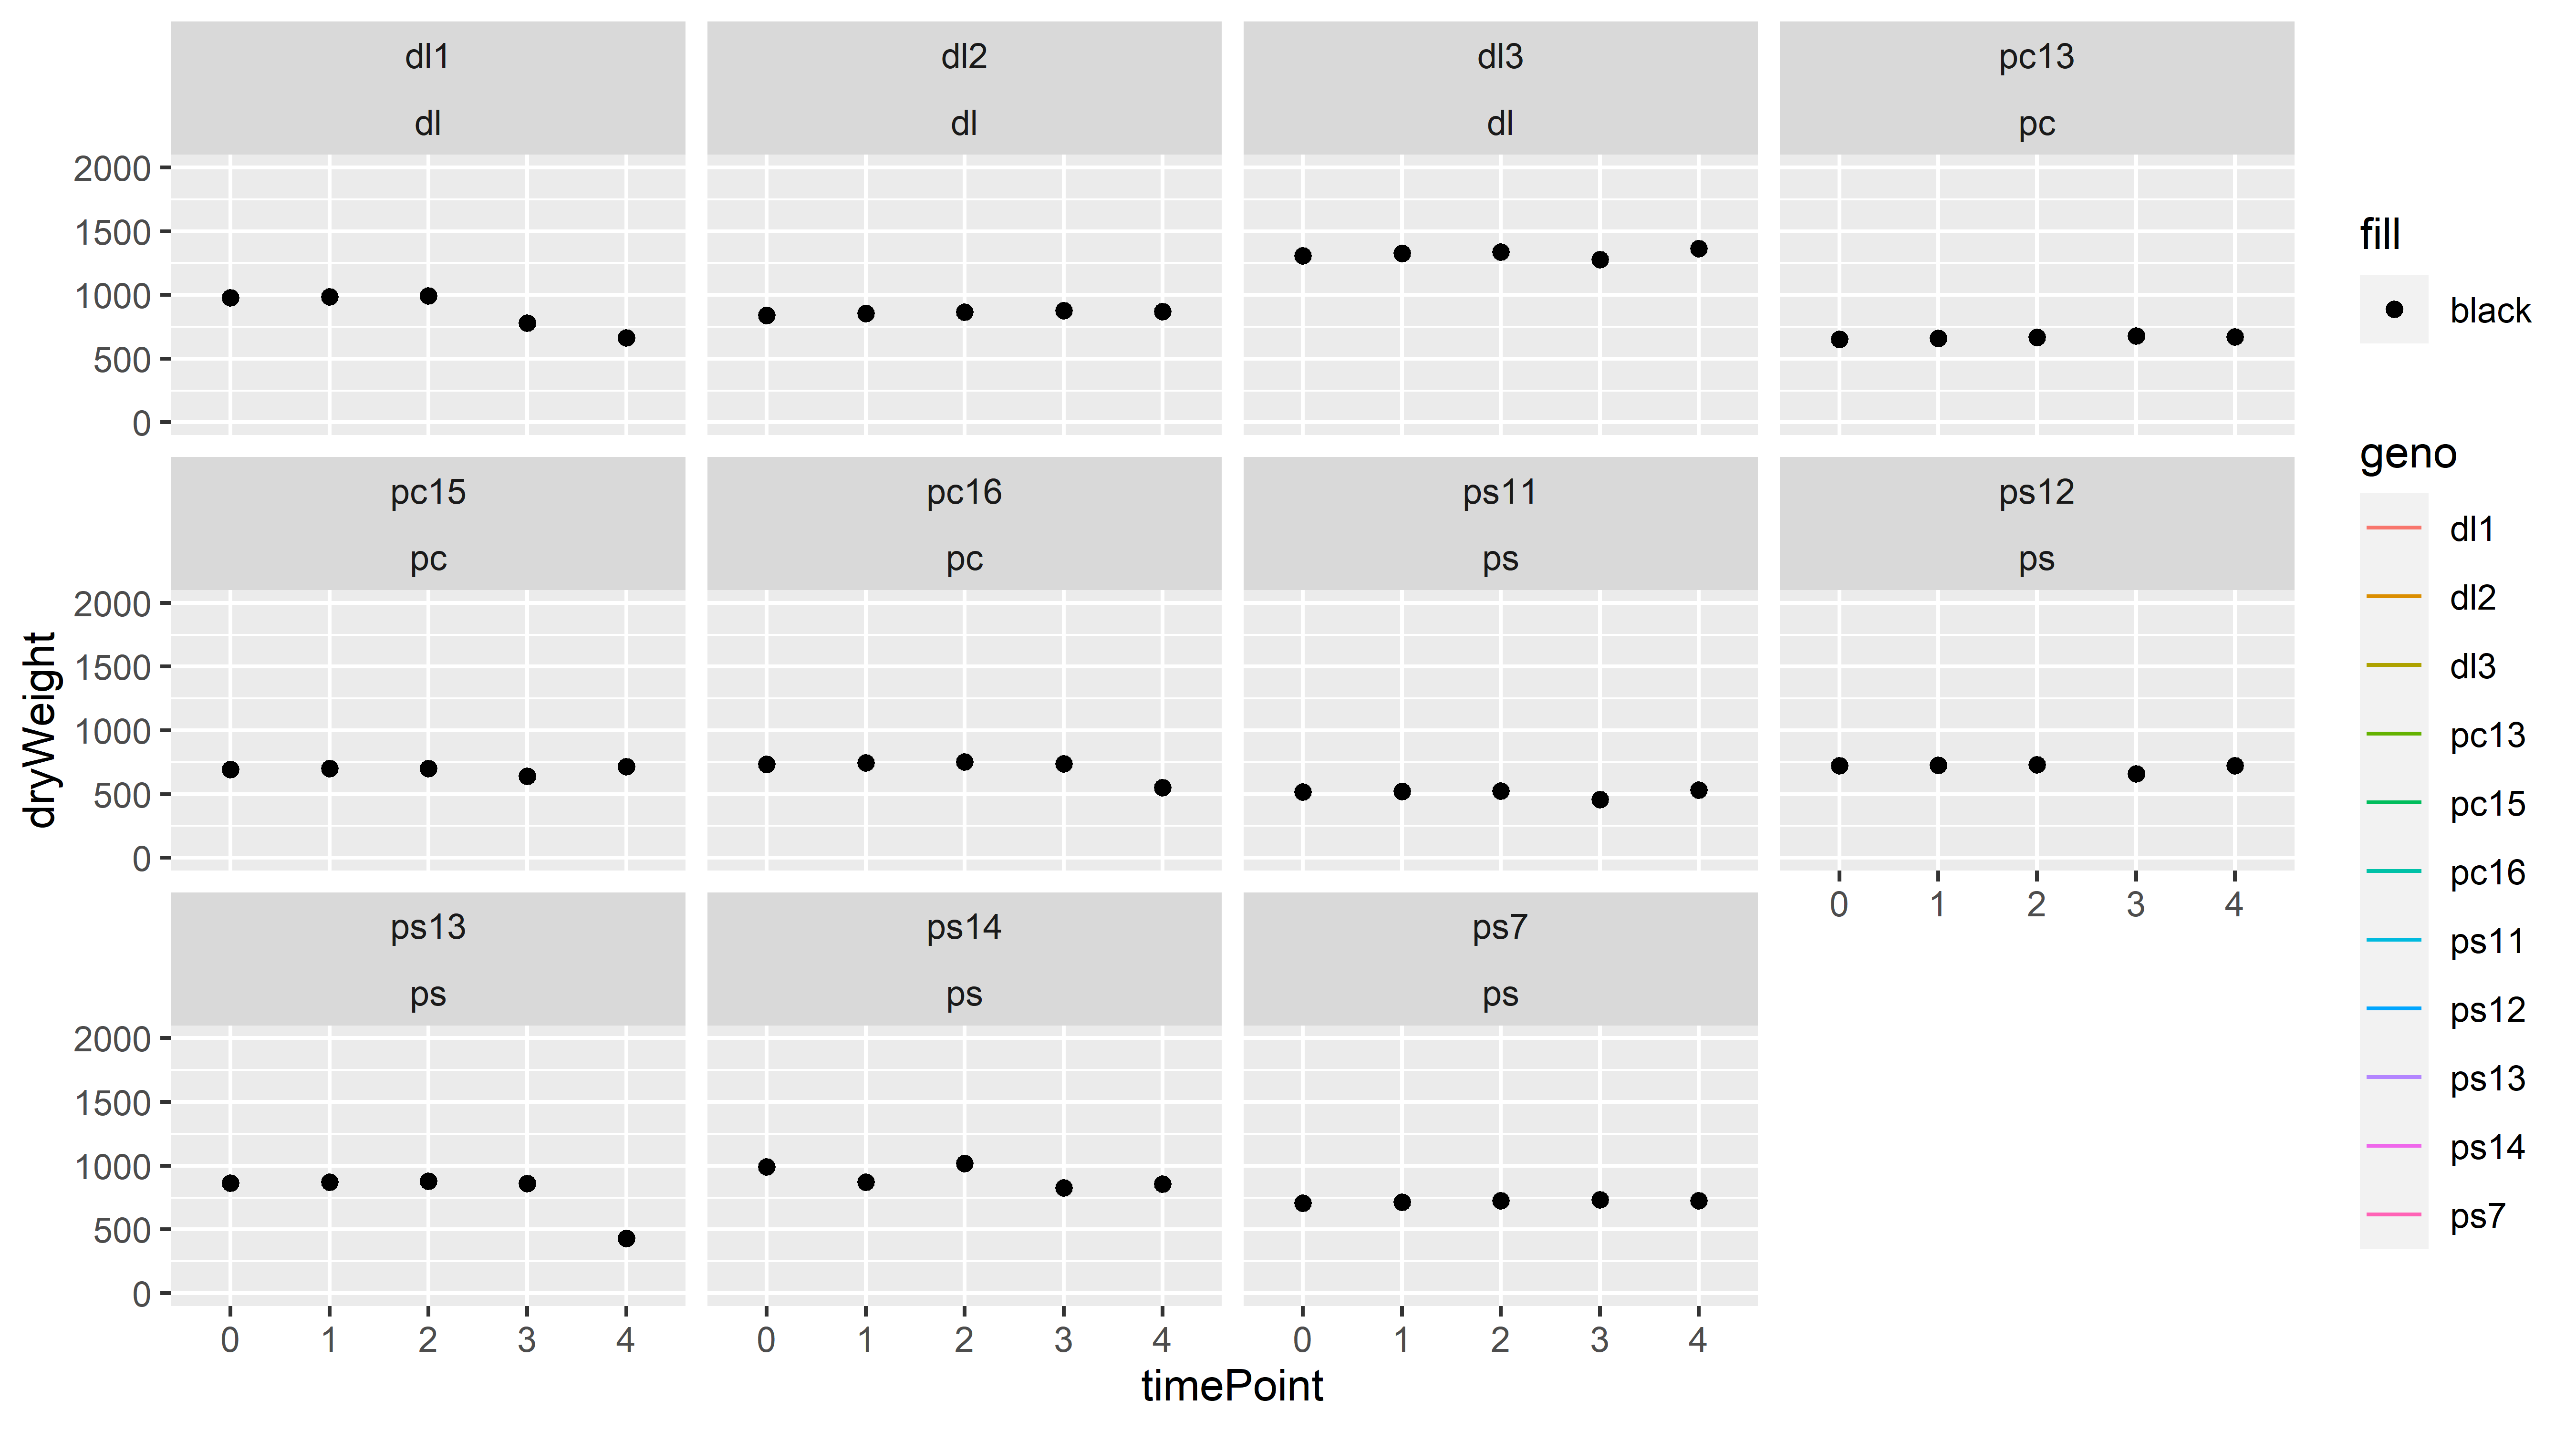 dl1
dl
dl2
dl
dl3
dl
pc13
pc
2000
1500
1000
500
0
pc15
pc
pc16
pc
ps11
ps
ps12
ps
2000
1500
1000
500
0
0 1 2 3 4
ps13
ps
ps14
ps
ps7
ps
2000
1500
1000
500
0
0 1 2 3 4
0 1 2 3 4
0 1 2 3 4
timePoint
dryWeight
fill
black
geno
dl1
dl2
dl3
pc13
pc15
pc16
ps11
ps12
ps13
ps14
ps7